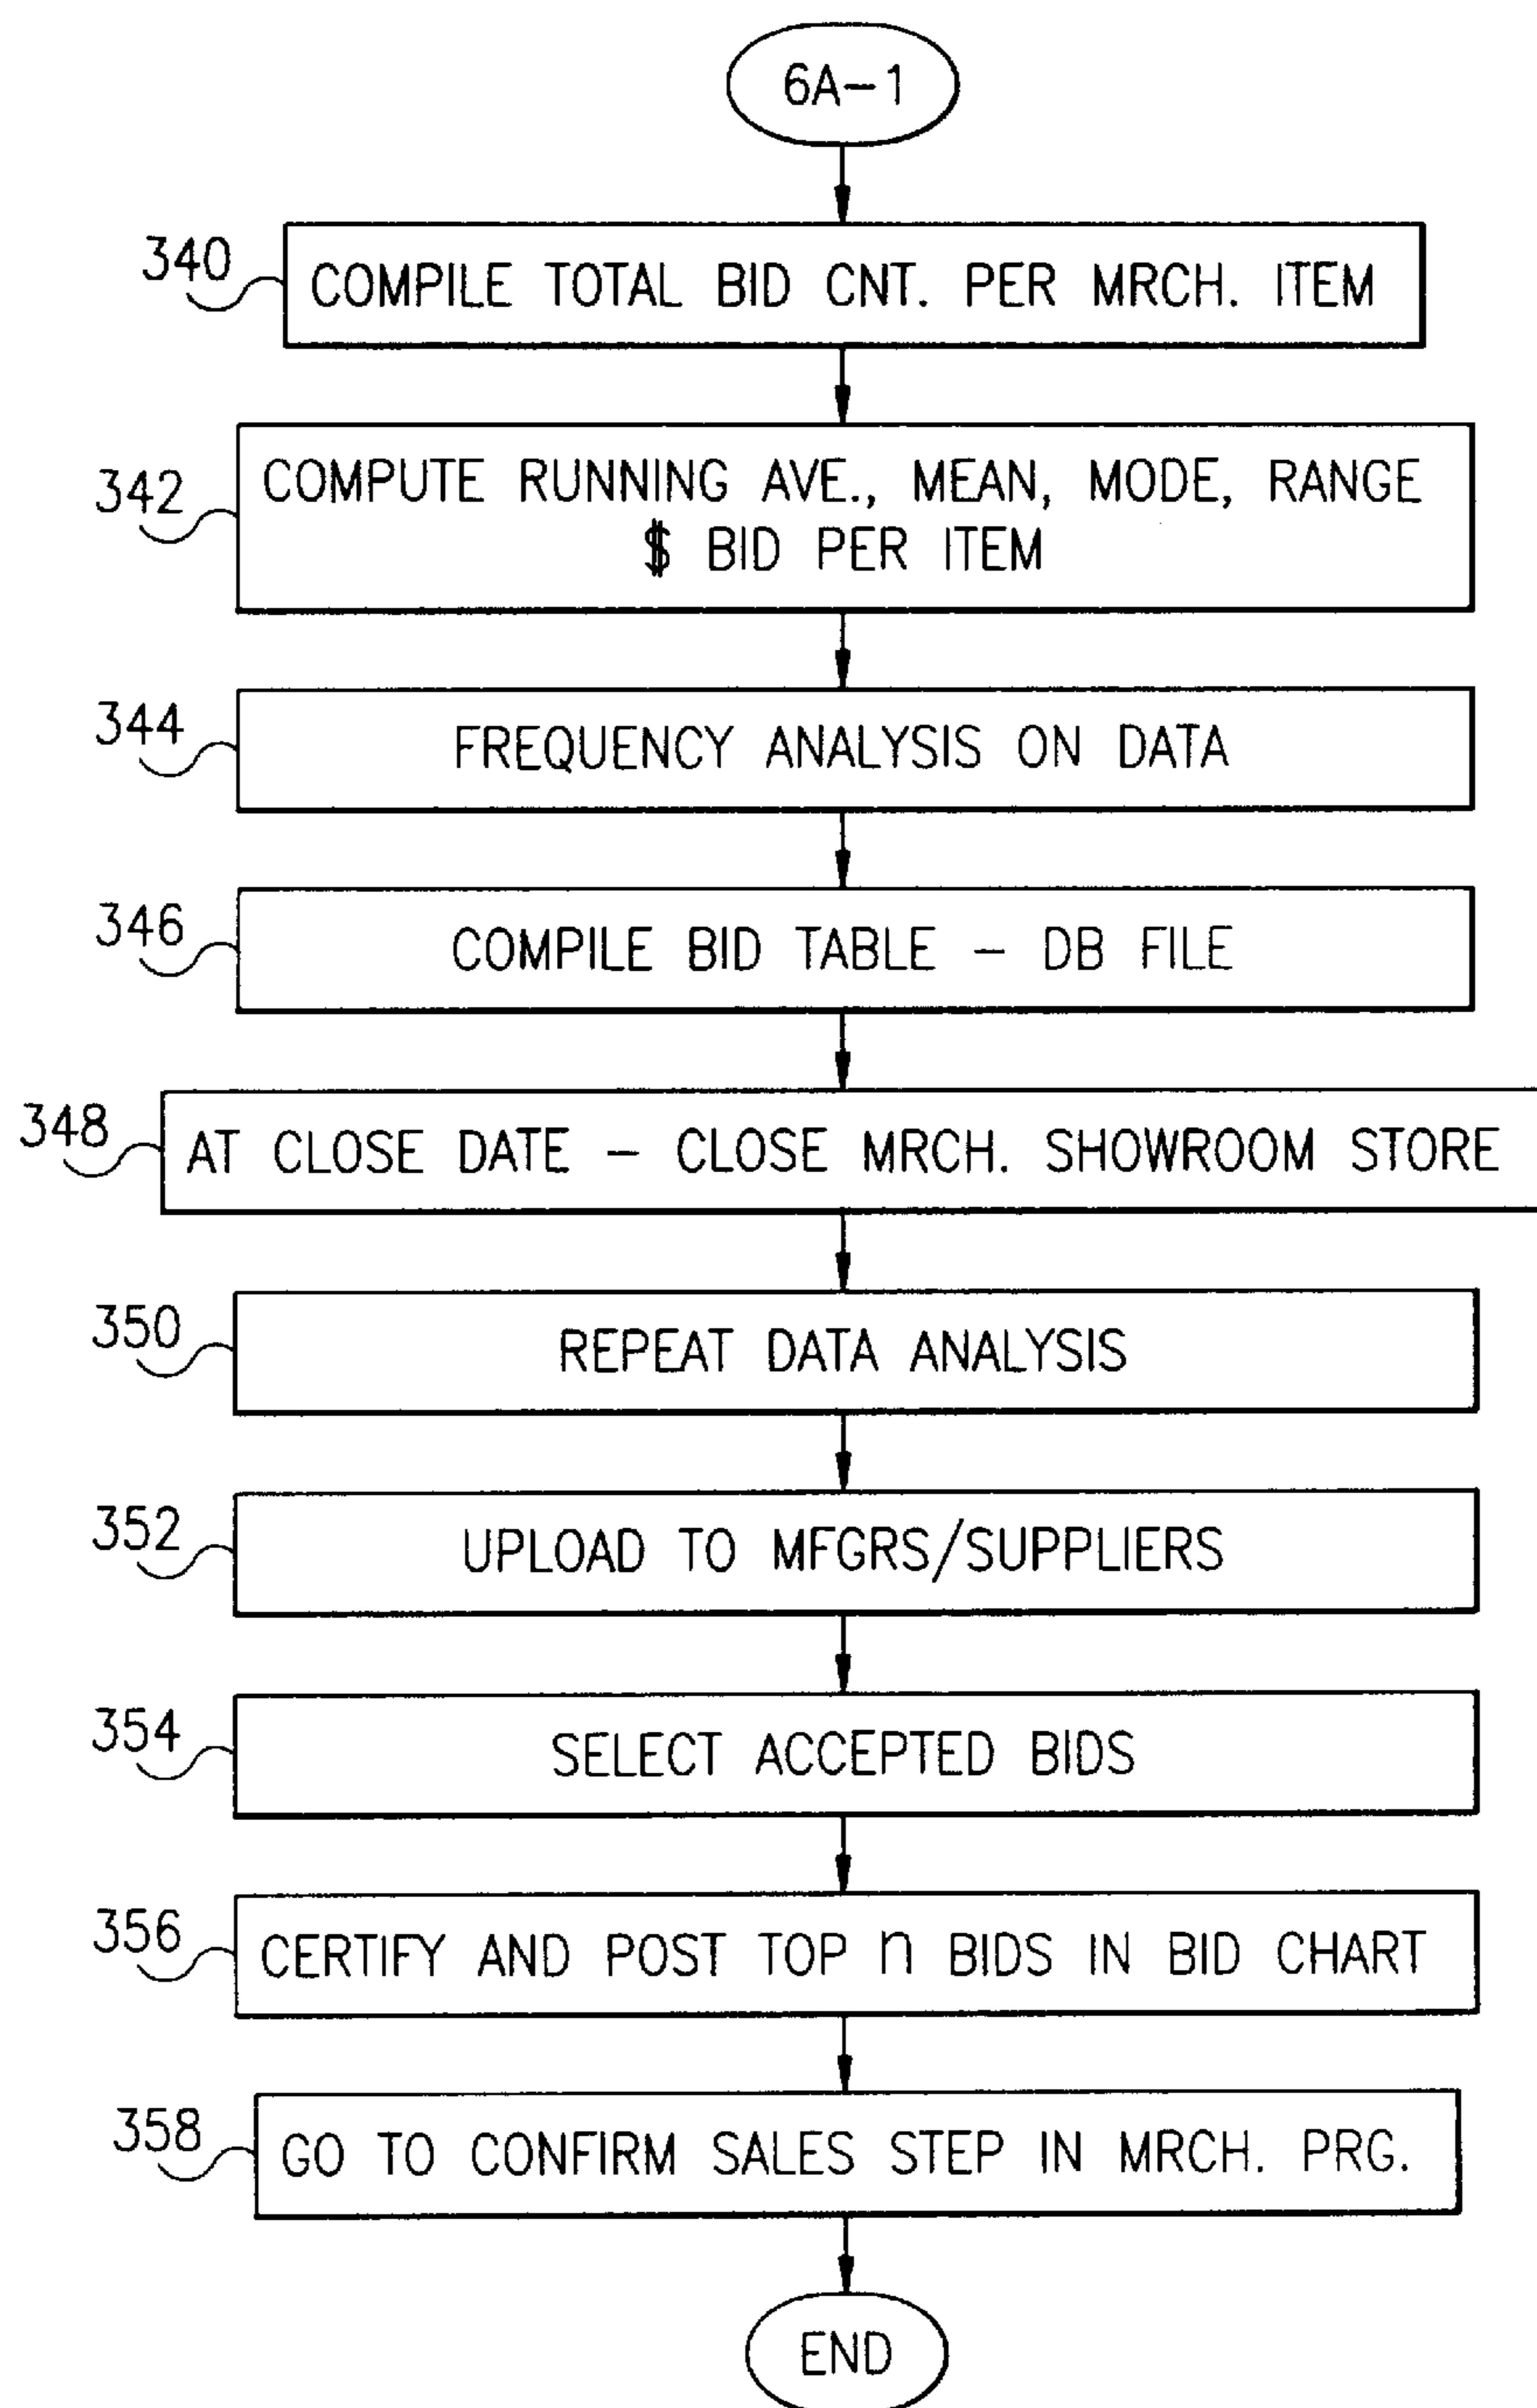 6A-1
340
COMPILE TOTAL BID CNT. PER MRCH. ITEM
342
COMPUTE RUNNING AVE., MEAN, MODE, RANGE
$ BID PER ITEM
344
FREQUENCY ANALYSIS ON DATA
346
COMPILE BID TABLE - DB FILE
348
AT CLOSE DATE - CLOSE MRCH. SHOWROOM STORE
350
REPEAT DATA ANALYSIS
352
UPLOAD TO MFGRS/SUPPLIERS
354
SELECT ACCEPTED BIDS
356
CERTIFY AND POST TOP n BIDS IN BID CHART
358
GO TO CONFIRM SALES STEP IN MRCH. PRG.
END